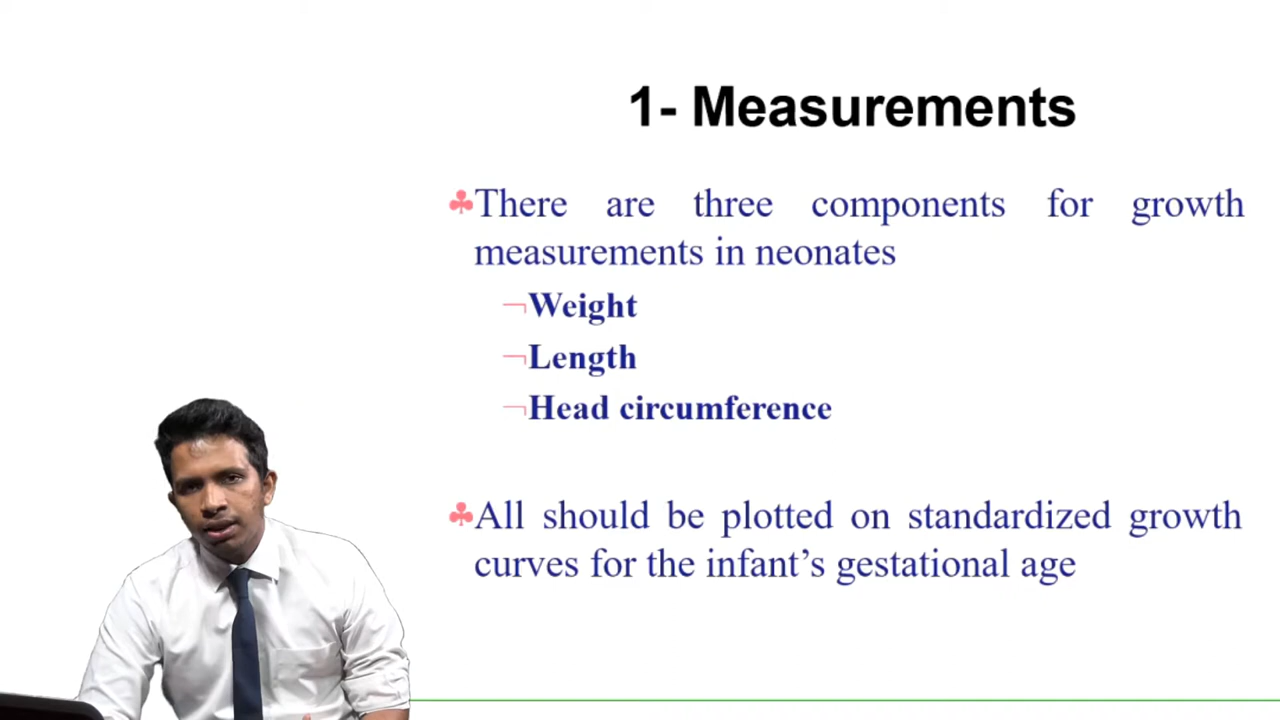 1- Measurements
There are three components for growth
measurements in neonates
Weight
Length
Head circumference
All should be plotted on standardized growth
curves for the infant’s gestational age